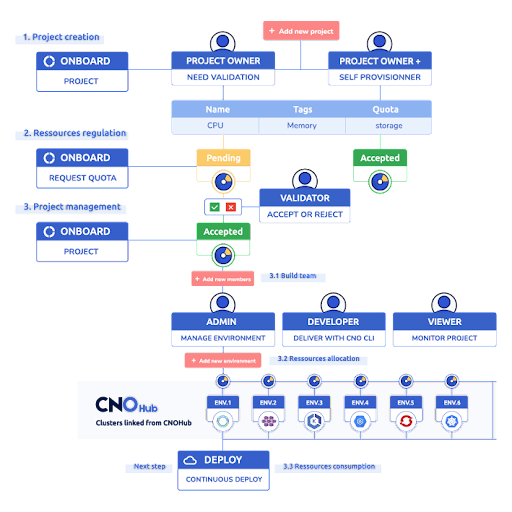 1. Project creation
+ Add new project
ONBOARD
PROJECT
PROJECT OWNER
NEED VALIDATION
PROJECT OWNER +
SELF PROVISIONNER
Name Tags Quota
CPU Memory storage
2. Ressources regulation
ONBOARD
REQUEST QUOTA
Pending
Accepted
VALIDATOR
ACCEPT OR REJECT
3. Project management
ONBOARD
PROJECT
Accepted
+ Add new members
3.1 Build team
ADMIN
MANAGE ENVIRONMENT
DEVELOPER
DELIVER WITH CNO CLI
VIEWER
MONITOR PROJECT
+ Add new environment
3.2 Ressources allocation
CNO Hub
Clusters linked from CNOHub
ENV.1 ENV.2 ENV.3 ENV.4 ENV.5 ENV.6
Next step
DEPLOY
CONTINUOUS DEPLOY
3.3 Ressources consumption